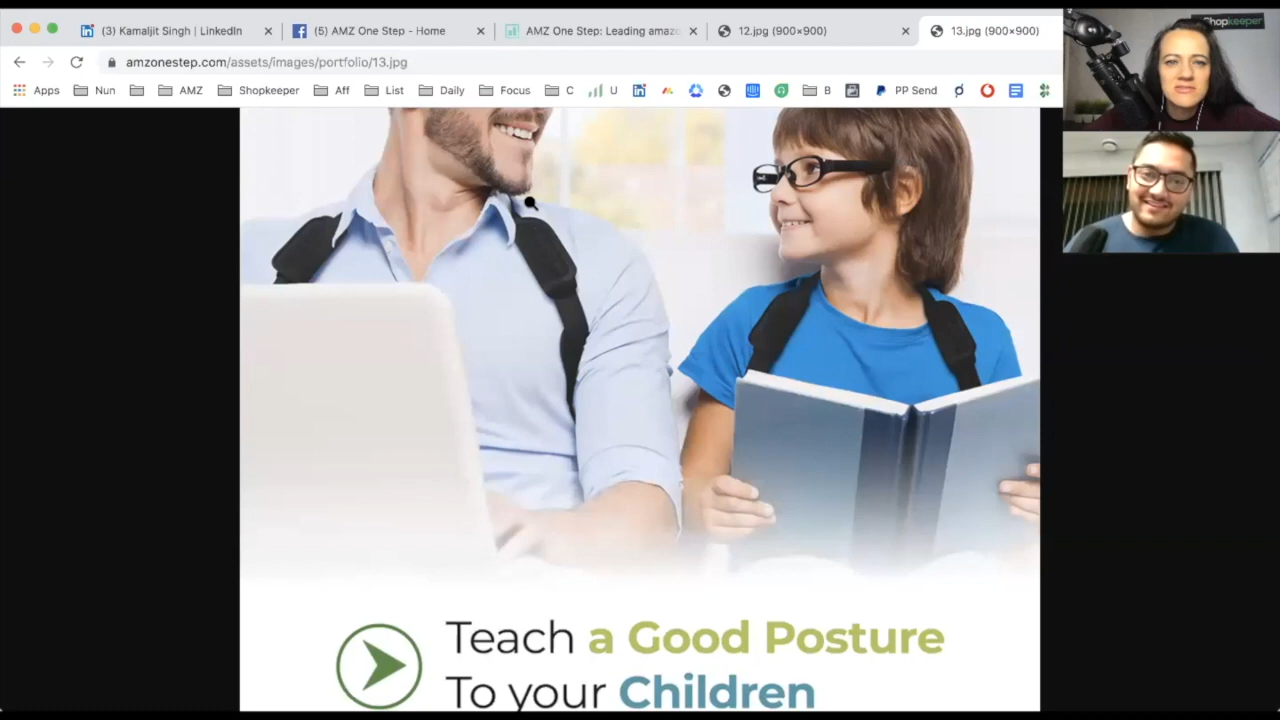 (3) Kamaljit Singh | LinkedIn
(5) AMZ One Step - Home
AMZ One Step: Leading amazo
12.jpg (900×900)
13.jpg (900×900)
amzonestep.com/assets/images/portfolio/13.jpg
Apps
Nun
AMZ
Shopkeeper
Aff
List
Daily
Focus
C
U
B
PP Send
Shopkeeper
Teach a Good Posture
To your Children